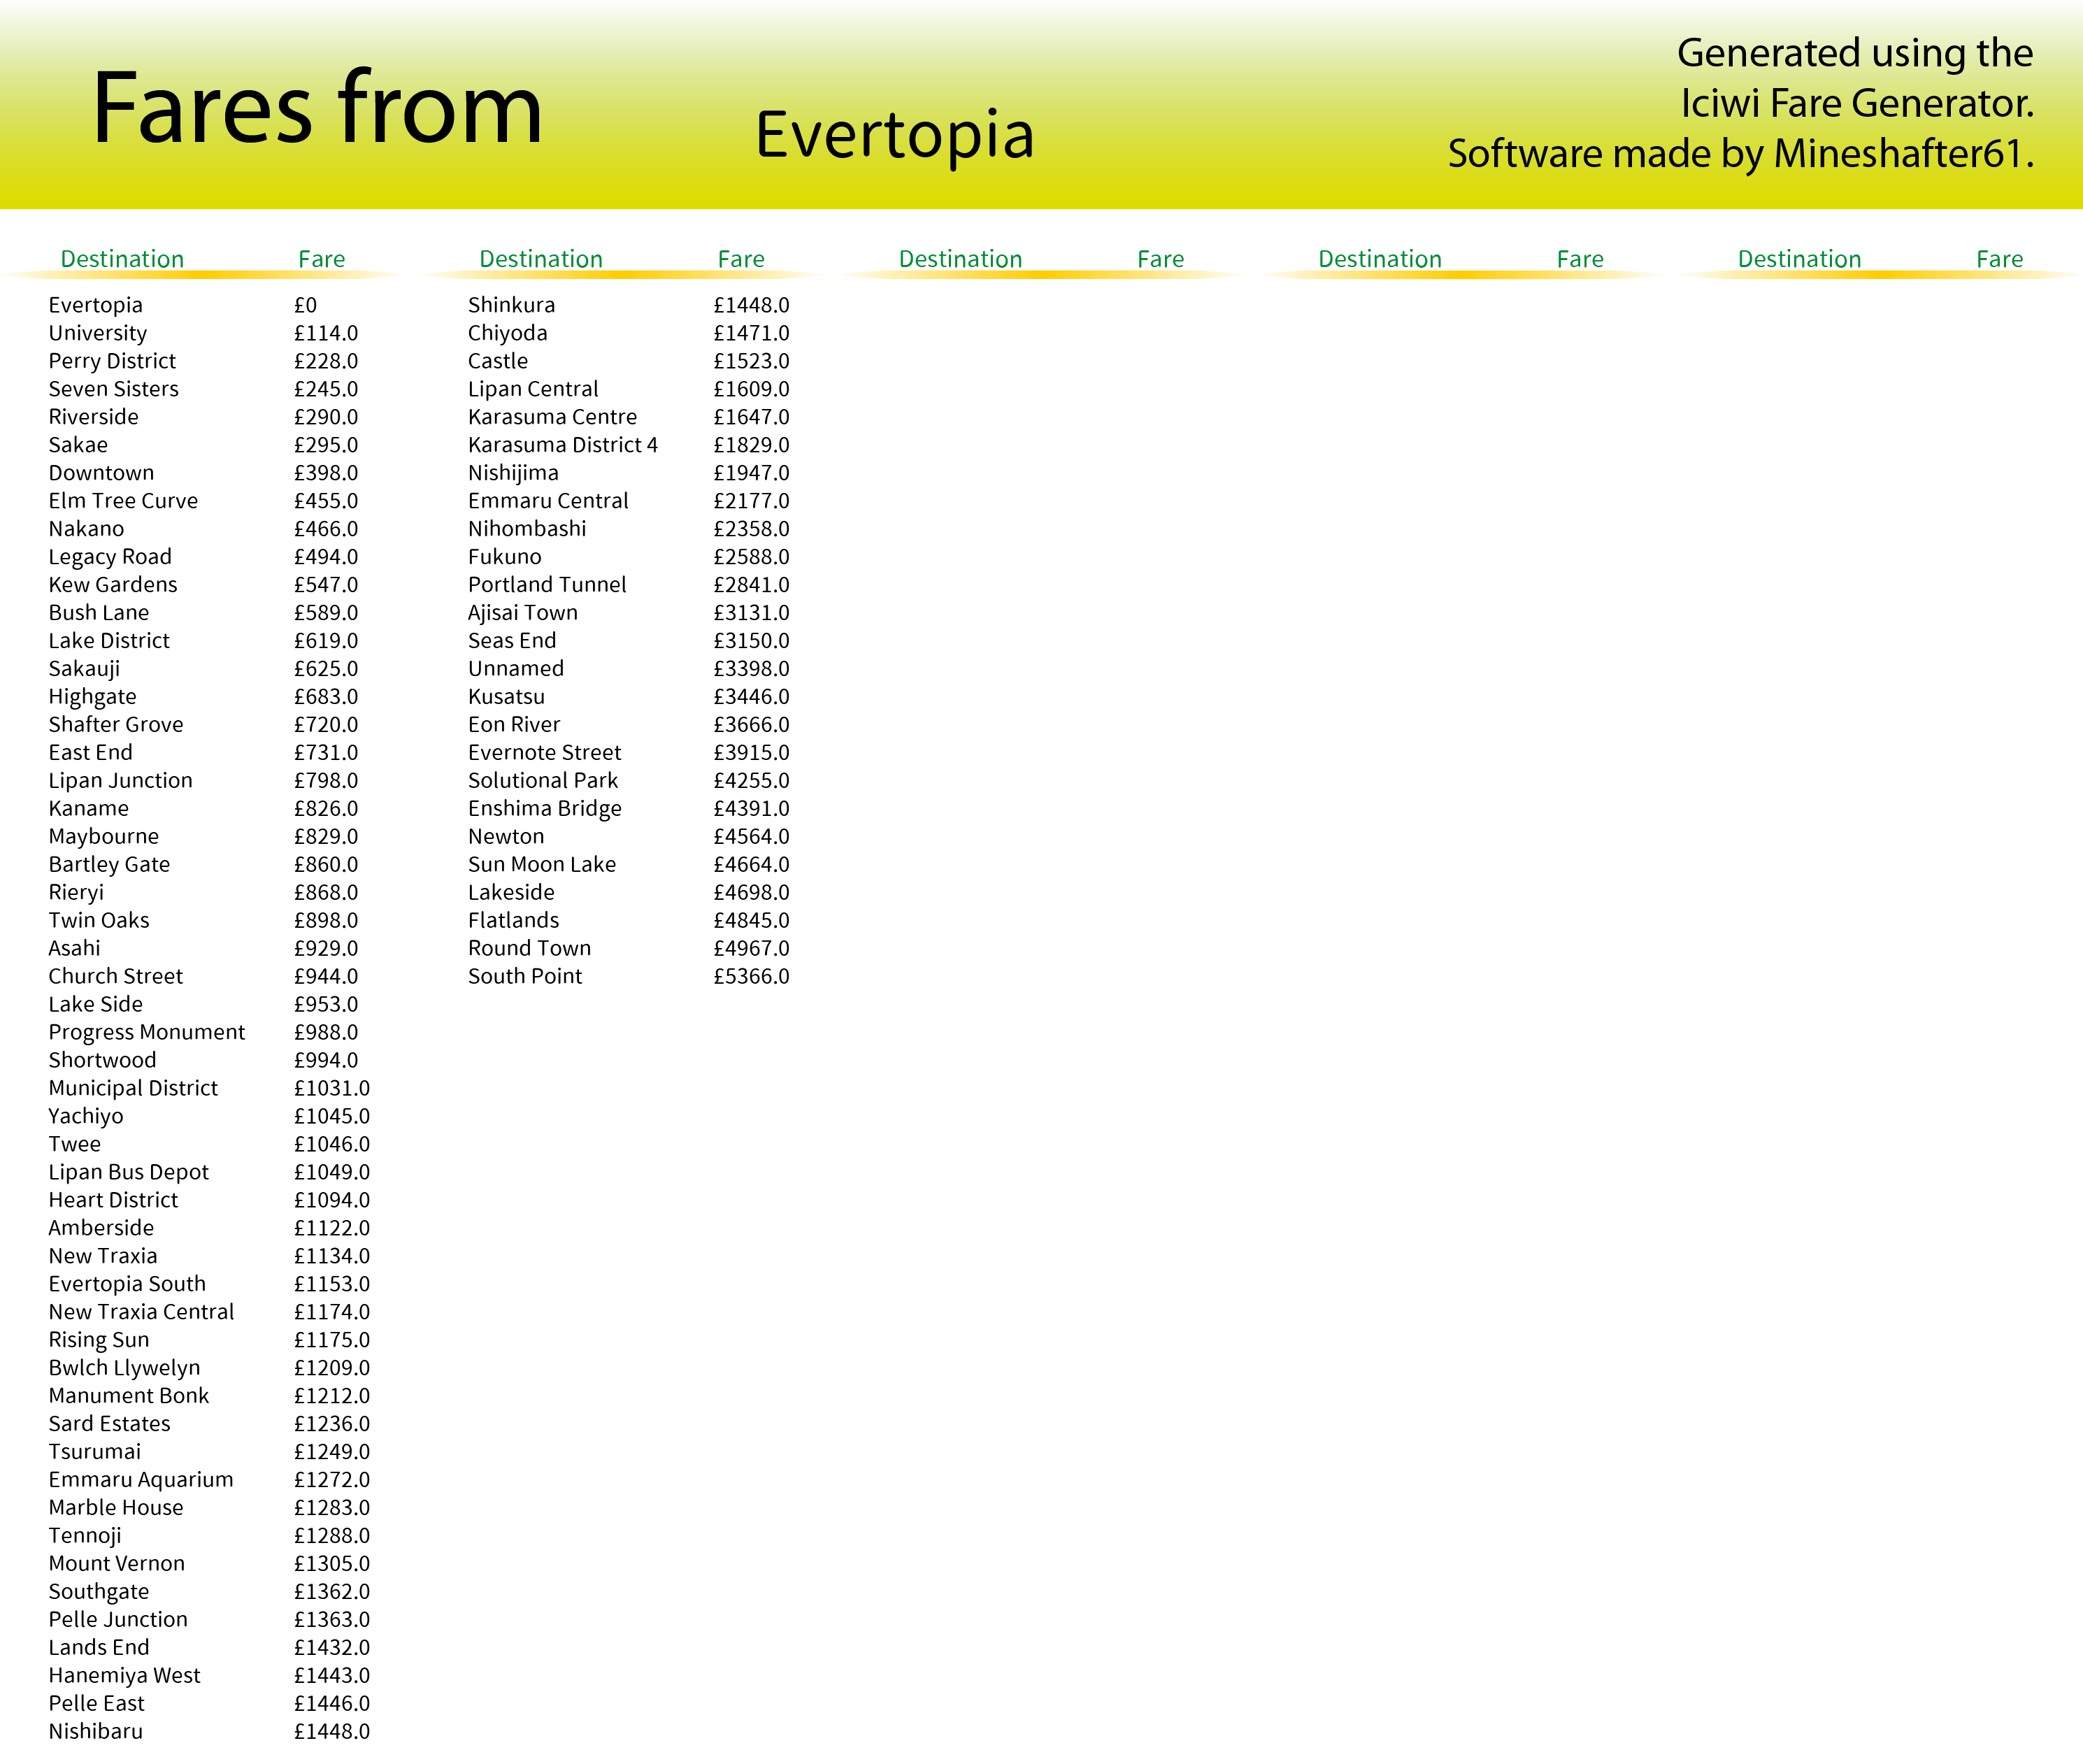 Fares from
Evertopia
Generated using the
Iciwi Fare Generator.
Software made by Mineshafter61.
Destination Fare Destination Fare Destination Fare Destination Fare Destination Fare
Evertopia £0
University £114.0
Perry District £228.0
Seven Sisters £245.0
Riverside £290.0
Sakae £295.0
Downtown £398.0
Elm Tree Curve £455.0
Nakano £466.0
Legacy Road £494.0
Kew Gardens £547.0
Bush Lane £589.0
Lake District £619.0
Sakauji £625.0
Highgate £683.0
Shafter Grove £720.0
East End £731.0
Lipan Junction £798.0
Kaname £826.0
Maybourne £829.0
Bartley Gate £860.0
Rieryi £868.0
Twin Oaks £898.0
Asahi £929.0
Church Street £944.0
Lake Side £953.0
Progress Monument £988.0
Shortwood £994.0
Municipal District £1031.0
Yachiyo £1045.0
Twee £1046.0
Lipan Bus Depot £1049.0
Heart District £1094.0
Amberside £1122.0
New Traxia £1134.0
Evertopia South £1153.0
New Traxia Central £1174.0
Rising Sun £1175.0
Bwlch Llywelyn £1209.0
Manument Bonk £1212.0
Sard Estates £1236.0
Tsurumai £1249.0
Emmaru Aquarium £1272.0
Marble House £1283.0
Tennoji £1288.0
Mount Vernon £1305.0
Southgate £1362.0
Pelle Junction £1363.0
Lands End £1432.0
Hanemiya West £1443.0
Pelle East £1446.0
Nishibaru £1448.0
Shinkura £1448.0
Chiyoda £1471.0
Castle £1523.0
Lipan Central £1609.0
Karasuma Centre £1647.0
Karasuma District 4 £1829.0
Nishijima £1947.0
Emmaru Central £2177.0
Nihombashi £2358.0
Fukuno £2588.0
Portland Tunnel £2841.0
Ajisai Town £3131.0
Seas End £3150.0
Unnamed £3398.0
Kusatsu £3446.0
Eon River £3666.0
Evernote Street £3915.0
Solutional Park £4255.0
Enshima Bridge £4391.0
Newton £4564.0
Sun Moon Lake £4664.0
Lakeside £4698.0
Flatlands £4845.0
Round Town £4967.0
South Point £5366.0